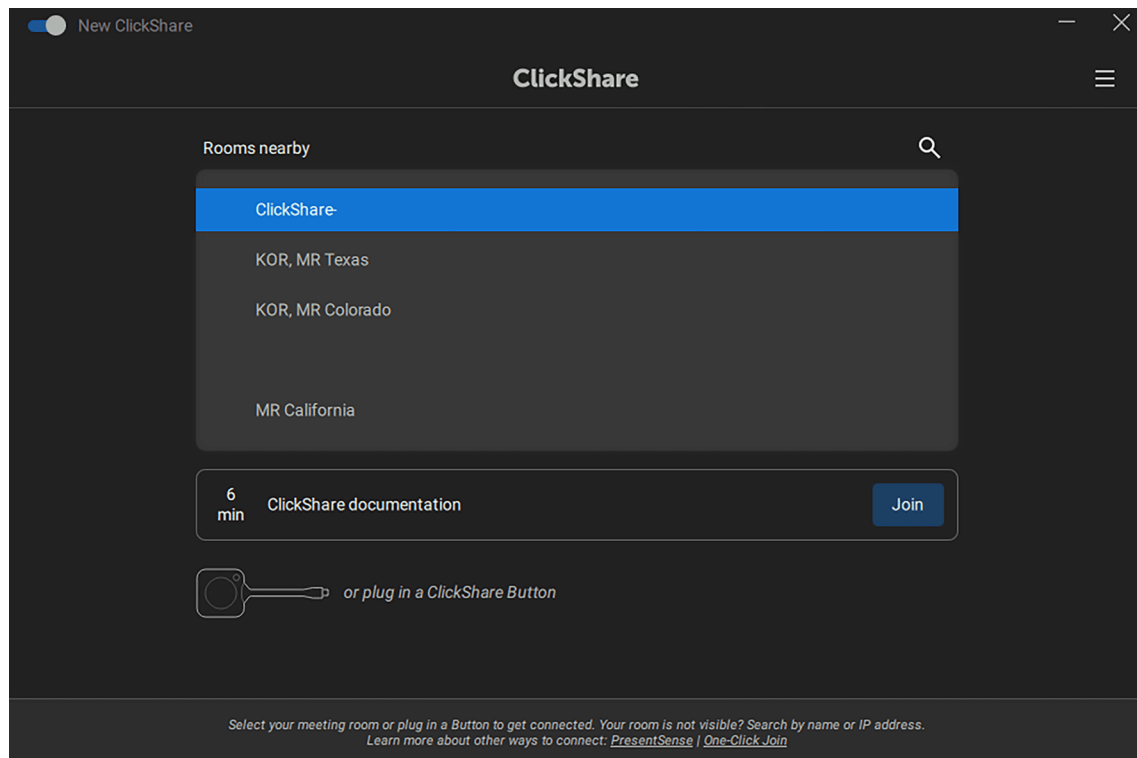 New ClickShare
ClickShare
Rooms nearby
ClickShare-
KOR, MR Texas
KOR, MR Colorado
MR California
6
min
ClickShare documentation
Join
or plug in a ClickShare Button
Select your meeting room or plug in a Button to get connected. Your room is not visible? Search by name or IP address.
Learn more about other ways to connect: PresentSense | One-Click Join